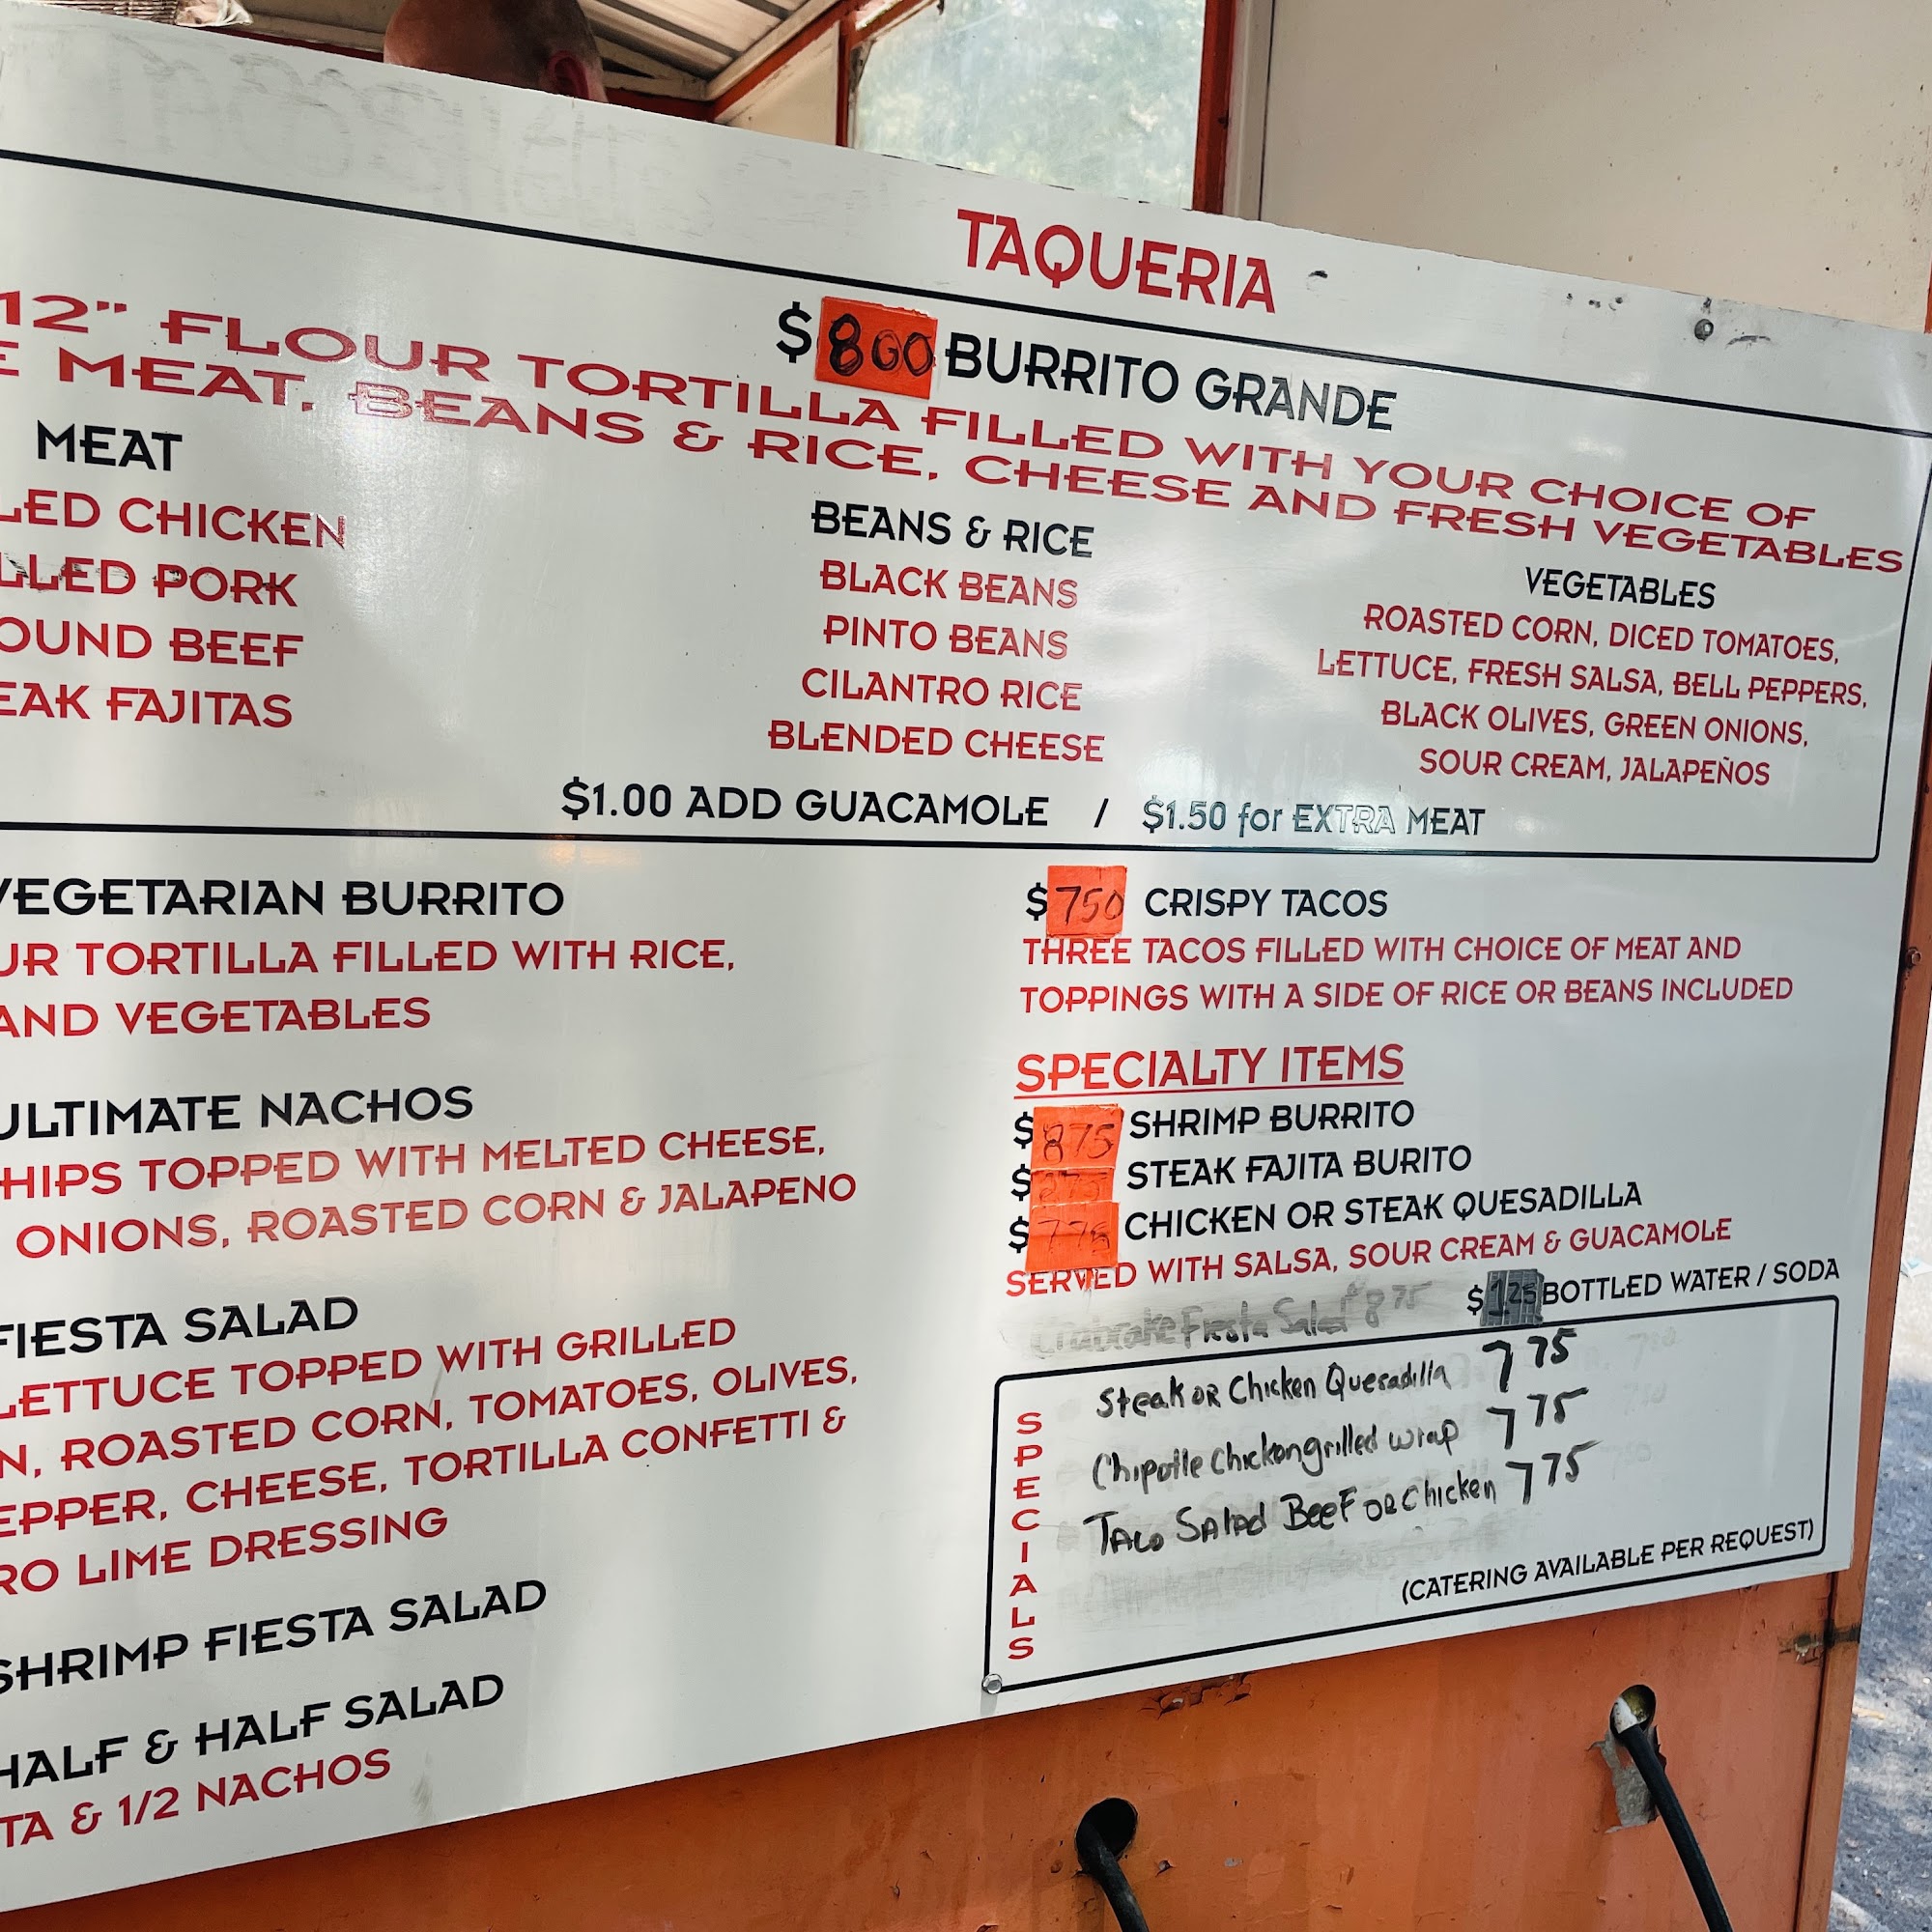 TAQUERIA
$800 BURRITO GRANDE
12" FLOUR TORTILLA FILLED WITH YOUR CHOICE OF
E MEAT, BEANS & RICE, CHEESE AND FRESH VEGETABLES
MEAT
LED CHICKEN
LLED PORK
OUND BEEF
EAK FAJITAS
BEANS & RICE
BLACK BEANS
PINTO BEANS
CILANTRO RICE
BLENDED CHEESE
VEGETABLES
ROASTED CORN, DICED TOMATOES,
LETTUCE, FRESH SALSA, BELL PEPPERS,
BLACK OLIVES, GREEN ONIONS,
SOUR CREAM, JALAPEÑOS
$1.00 ADD GUACAMOLE / $1.50 for EXTRA MEAT
VEGETARIAN BURRITO
UR TORTILLA FILLED WITH RICE,
AND VEGETABLES
ULTIMATE NACHOS
HIPS TOPPED WITH MELTED CHEESE,
ONIONS, ROASTED CORN & JALAPENO
FIESTA SALAD
LETTUCE TOPPED WITH GRILLED
N, ROASTED CORN, TOMATOES, OLIVES,
EPPER, CHEESE, TORTILLA CONFETTI &
RO LIME DRESSING
SHRIMP FIESTA SALAD
HALF & HALF SALAD
TA & 1/2 NACHOS
$750 CRISPY TACOS
THREE TACOS FILLED WITH CHOICE OF MEAT AND
TOPPINGS WITH A SIDE OF RICE OR BEANS INCLUDED
SPECIALTY ITEMS
$875 SHRIMP BURRITO
$ STEAK FAJITA BURITO
$775 CHICKEN OR STEAK QUESADILLA
SERVED WITH SALSA, SOUR CREAM & GUACAMOLE
Crabcake Fiesta Salad $875
$125 BOTTLED WATER / SODA
SPECIALS
Steak OR Chicken Quesadilla 775
Chipotle Chicken grilled wrap 775
Taco Salad Beef OR Chicken 775
(CATERING AVAILABLE PER REQUEST)